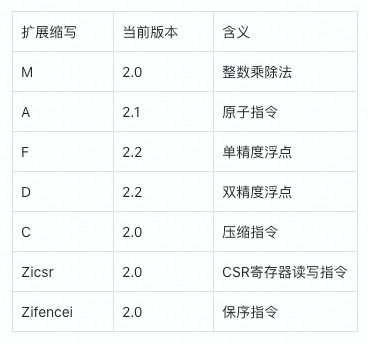 扩展缩写 当前版本 含义
M 2.0 整数乘除法
A 2.1 原子指令
F 2.2 单精度浮点
D 2.2 双精度浮点
C 2.0 压缩指令
Zicsr 2.0 CSR寄存器读写指令
Zifencei 2.0 保序指令